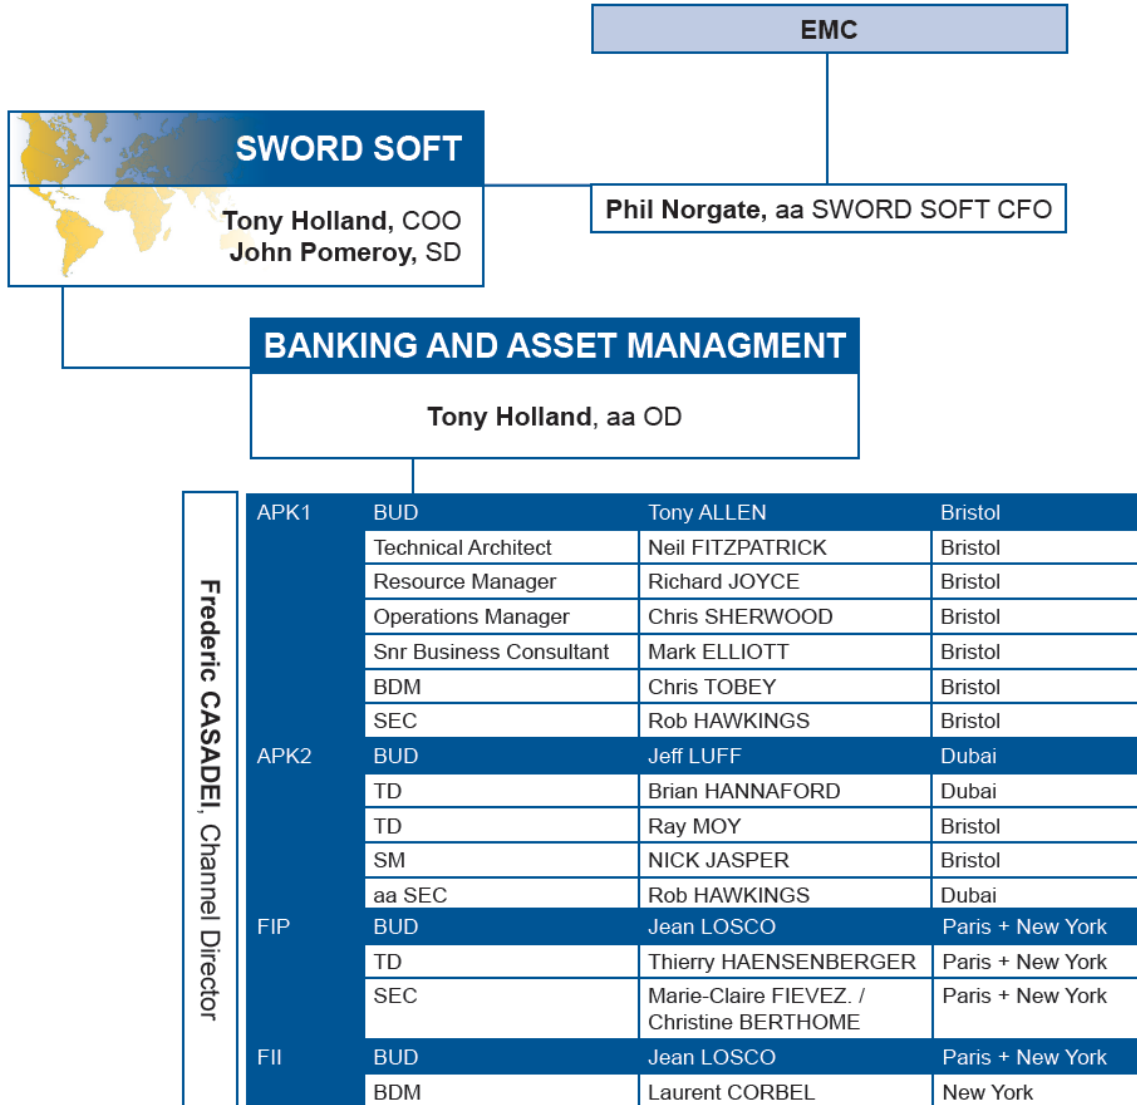 EMC
SWORD SOFT
Tony Holland, COO
John Pomeroy, SD
Phil Norgate, aa SWORD SOFT CFO
BANKING AND ASSET MANAGMENT
Tony Holland, aa OD
Frederic CASADEI, Channel Director
APK1 BUD Tony ALLEN Bristol
Technical Architect Neil FITZPATRICK Bristol
Resource Manager Richard JOYCE Bristol
Operations Manager Chris SHERWOOD Bristol
Snr Business Consultant Mark ELLIOTT Bristol
BDM Chris TOBEY Bristol
SEC Rob HAWKINGS Bristol
APK2 BUD Jeff LUFF Dubai
TD Brian HANNAFORD Dubai
TD Ray MOY Bristol
SM NICK JASPER Bristol
aa SEC Rob HAWKINGS Dubai
FIP BUD Jean LOSCO Paris + New York
TD Thierry HAENSENBERGER Paris + New York
SEC Marie-Claire FIEVEZ. / Paris + New York
Christine BERTHOME
FII BUD Jean LOSCO Paris + New York
BDM Laurent CORBEL New York